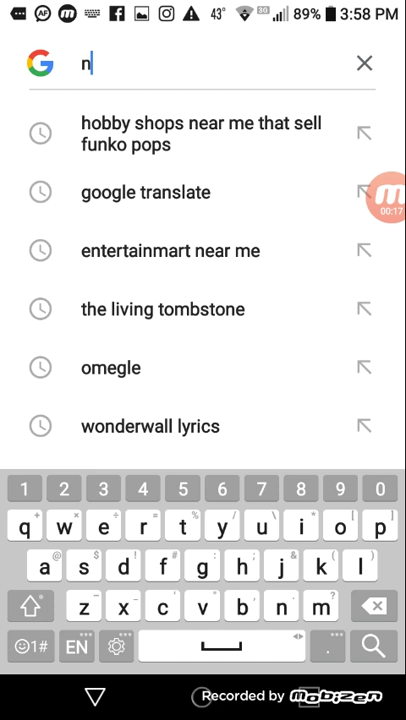 AF 43° 3G 89% 3:58 PM
G n
hobby shops near me that sell
funko pops
google translate
00:17
entertainmart near me
the living tombstone
omegle
wonderwall lyrics
1 2 3 4 5 6 7 8 9 0
q w e r t y u i o p
a s d f g h j k l
z x c v b n m
1# EN .
Recorded by mobizen